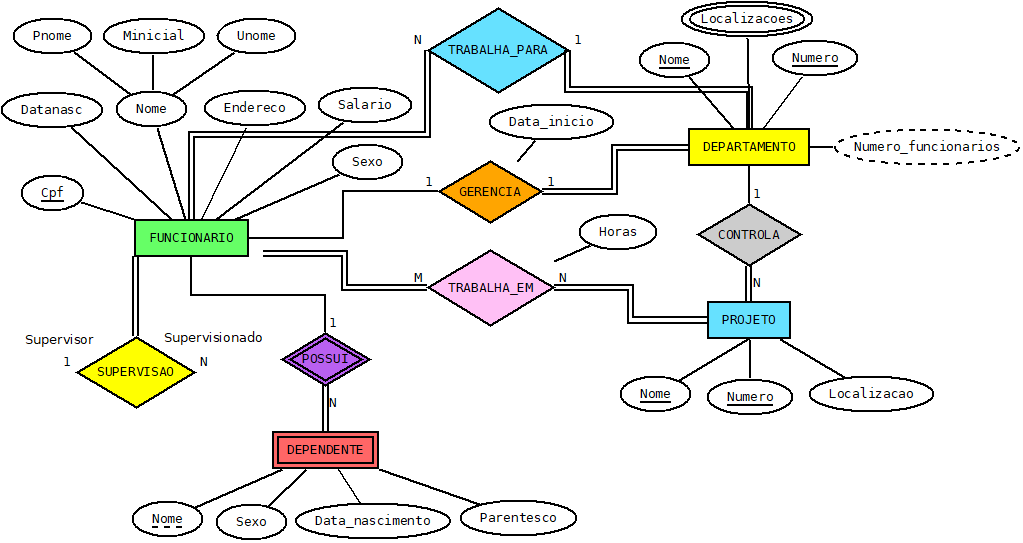 Localizacoes
Pnome
Minicial
Unome
N
TRABALHA_PARA
1
Nome
Numero
Datanasc
Nome
Endereco
Salario
Data_inicio
DEPARTAMENTO
Numero_funcionarios
Sexo
Cpf
1
GERENCIA
1
1
FUNCIONARIO
Horas
CONTROLA
M
TRABALHA_EM
N
N
PROJETO
Supervisor
Supervisionado
1
1
SUPERVISAO
N
POSSUI
Nome
Numero
Localizacao
N
DEPENDENTE
Nome
Sexo
Data_nascimento
Parentesco